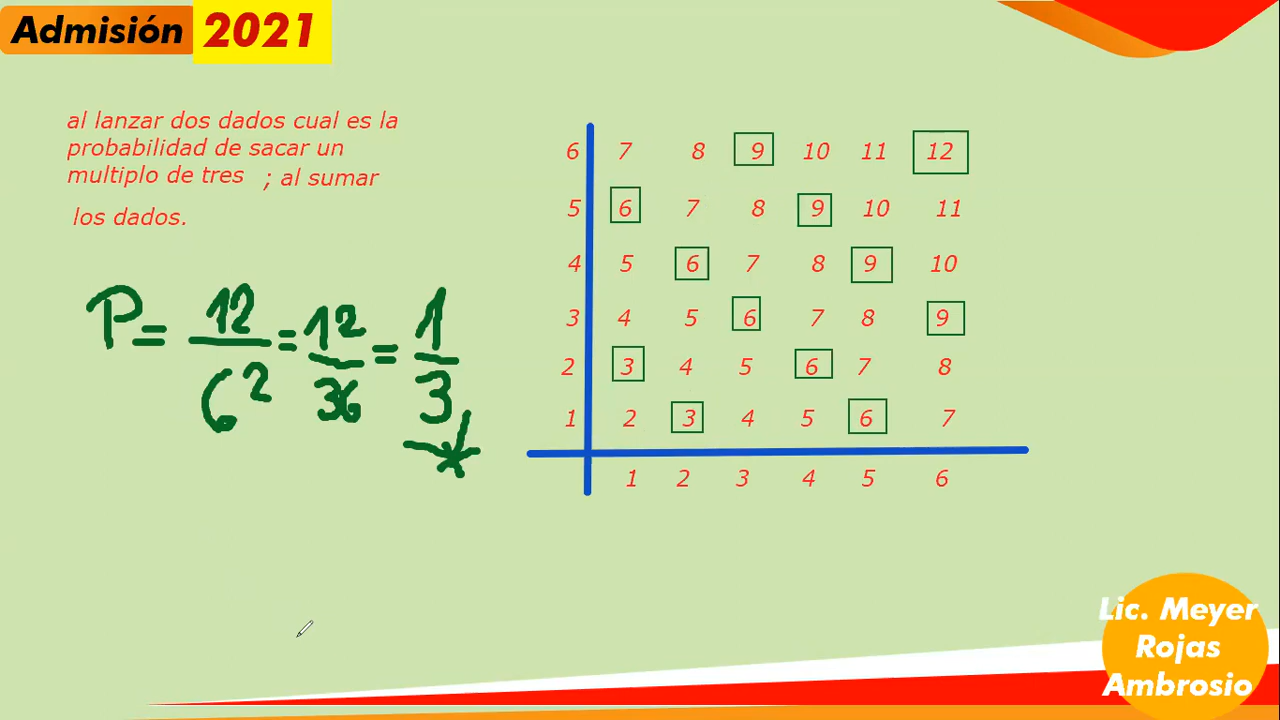 Admisión 2021
al lanzar dos dados cual es la
probabilidad de sacar un
multiplo de tres ; al sumar
los dados.
P = 12/6² = 12/36 = 1/3
6 7 8 9 10 11 12
5 6 7 8 9 10 11
4 5 6 7 8 9 10
3 4 5 6 7 8 9
2 3 4 5 6 7 8
1 2 3 4 5 6 7
1 2 3 4 5 6
Lic. Meyer
Rojas
Ambrosio